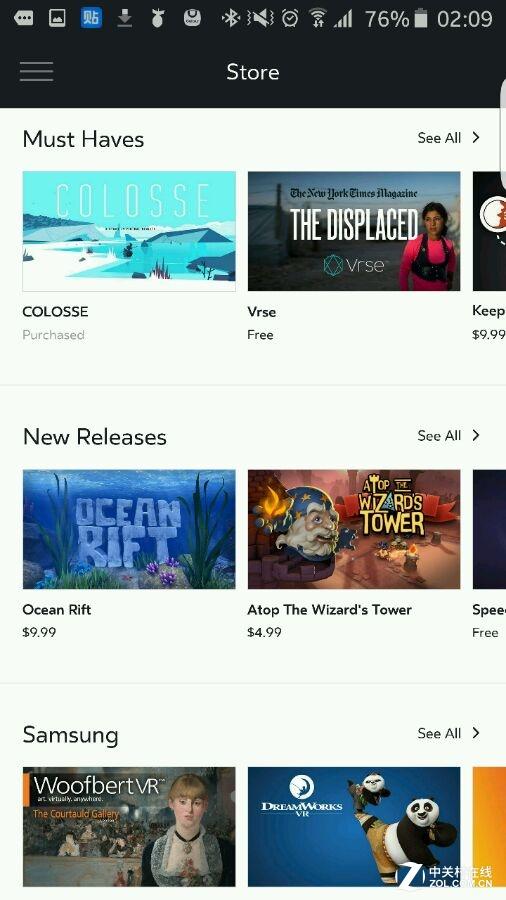 贴
76%
02:09
Store
Must Haves
See All
COLOSSE
The New York Times Magazine
THE DISPLACED
Vrse
COLOSSE
Vrse
Keep
Purchased
Free
$9.99
New Releases
See All
OCEAN
RIFT
ATOP THE
WIZARD'S
TOWER
Ocean Rift
Atop The Wizard's Tower
Spee
$9.99
$4.99
Free
Samsung
See All
WoofbertVR™
art. virtually. anywhere.
The Courtauld Gallery
London
DREAMWORKS
VR
中关村在线
ZOL.COM.CN